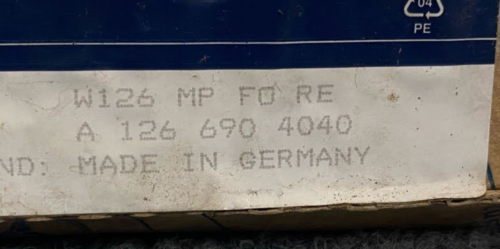 04
PE
W126 MP FO RE
A 126 690 4040
ND: MADE IN GERMANY